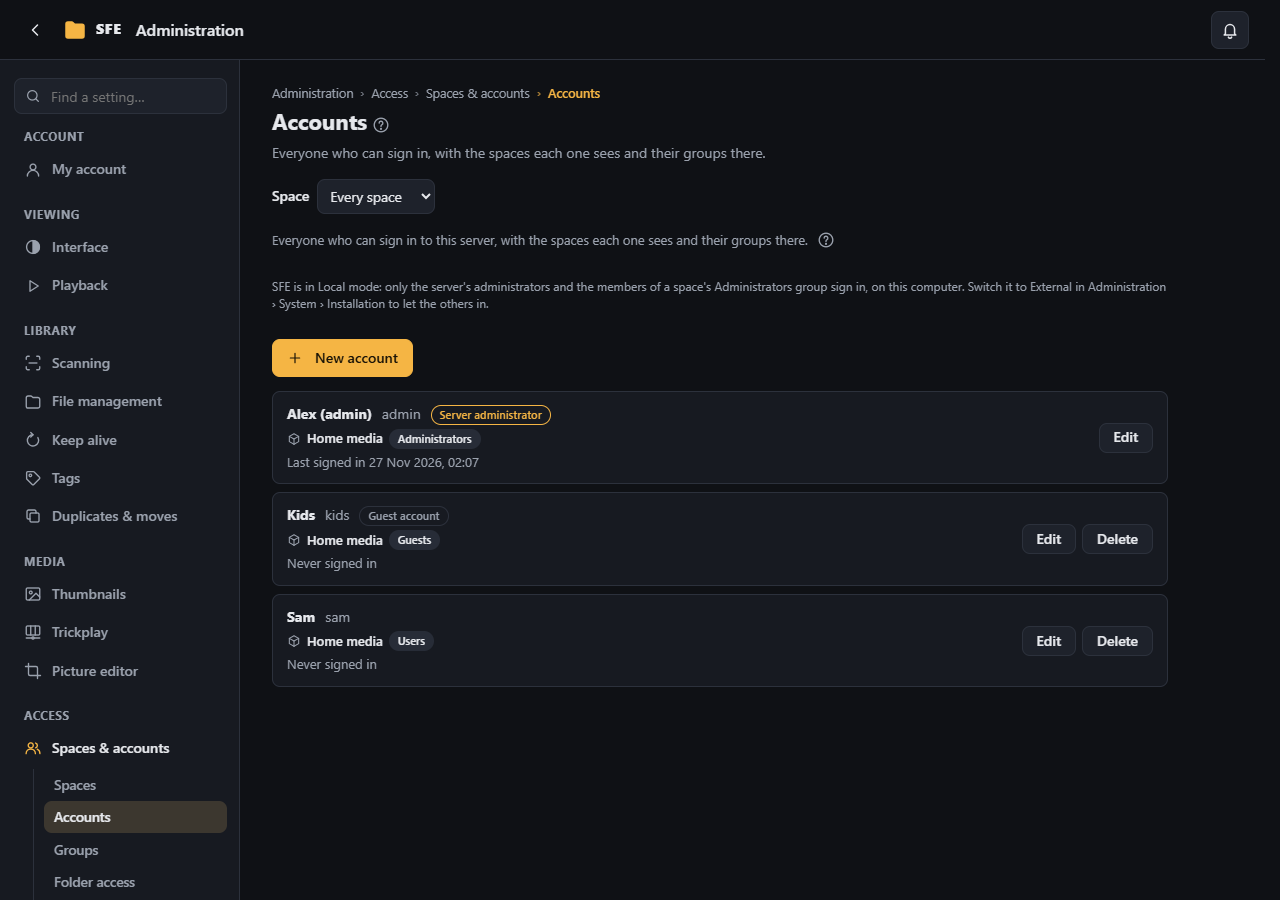 SFE Administration
Find a setting...
ACCOUNT
My account
VIEWING
Interface
Playback
LIBRARY
Scanning
File management
Keep alive
Tags
Duplicates & moves
MEDIA
Thumbnails
Trickplay
Picture editor
ACCESS
Spaces & accounts
Spaces
Accounts
Groups
Folder access
Administration › Access › Spaces & accounts › Accounts
Accounts ?
Everyone who can sign in, with the spaces each one sees and their groups there.
Space Every space
Everyone who can sign in to this server, with the spaces each one sees and their groups there. ?
SFE is in Local mode: only the server's administrators and the members of a space's Administrators group sign in, on this computer. Switch it to External in Administration
› System › Installation to let the others in.
+ New account
Alex (admin) admin Server administrator
Home media Administrators
Last signed in 27 Nov 2026, 02:07
Edit
Kids kids Guest account
Home media Guests
Never signed in
Edit Delete
Sam sam
Home media Users
Never signed in
Edit Delete